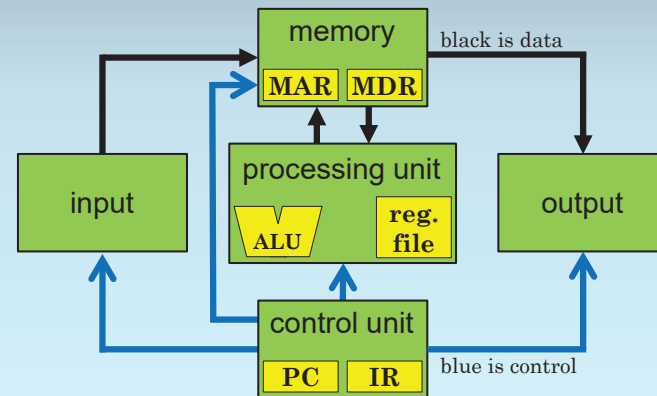 memory
black is data
MAR
MDR
processing unit
input
output
ALU
reg.
file
control unit
blue is control
PC
IR